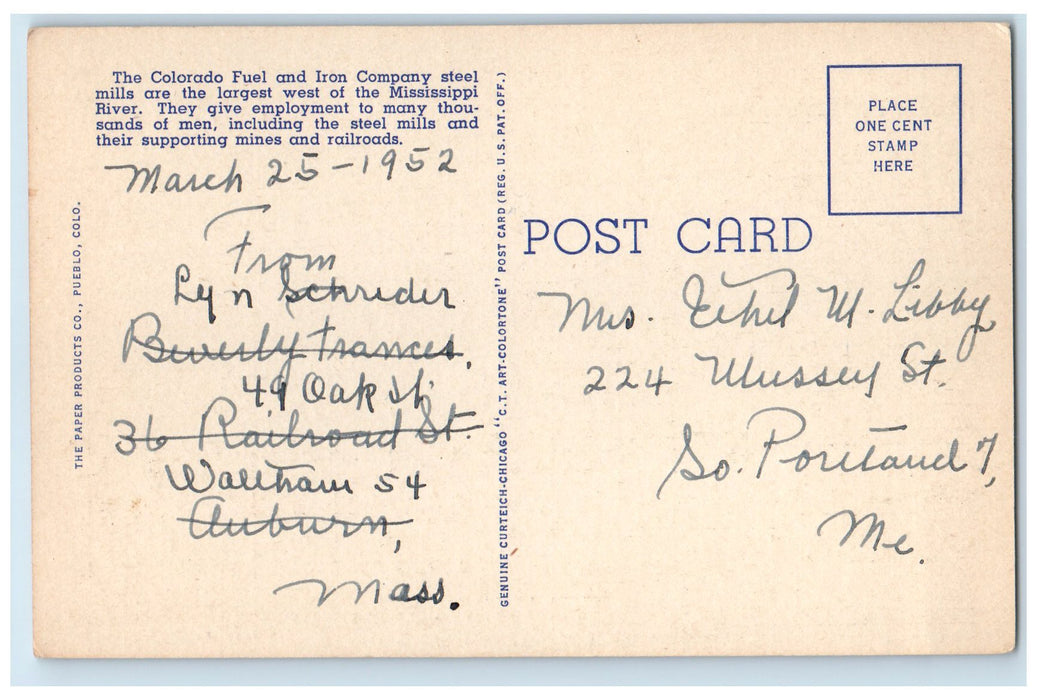 The Colorado Fuel and Iron Company steel
mills are the largest west of the Mississippi
River. They give employment to many thou-
sands of men, including the steel mills and
their supporting mines and railroads.
March 25-1952
From
Lyn Schreder
Beverly Frances.
49 Oak St.
36 Railroad St.
Waltham 54
Auburn,
Mass.
THE PAPER PRODUCTS CO., PUEBLO, COLO.
GENUINE CURTEICH-CHICAGO "C.T. ART-COLORTONE" POST CARD (REG. U.S. PAT. OFF.)
PLACE
ONE CENT
STAMP
HERE
POST CARD
Mrs. Ethel M. Libby
224 Mussey St.
So. Portland 7,
Me.